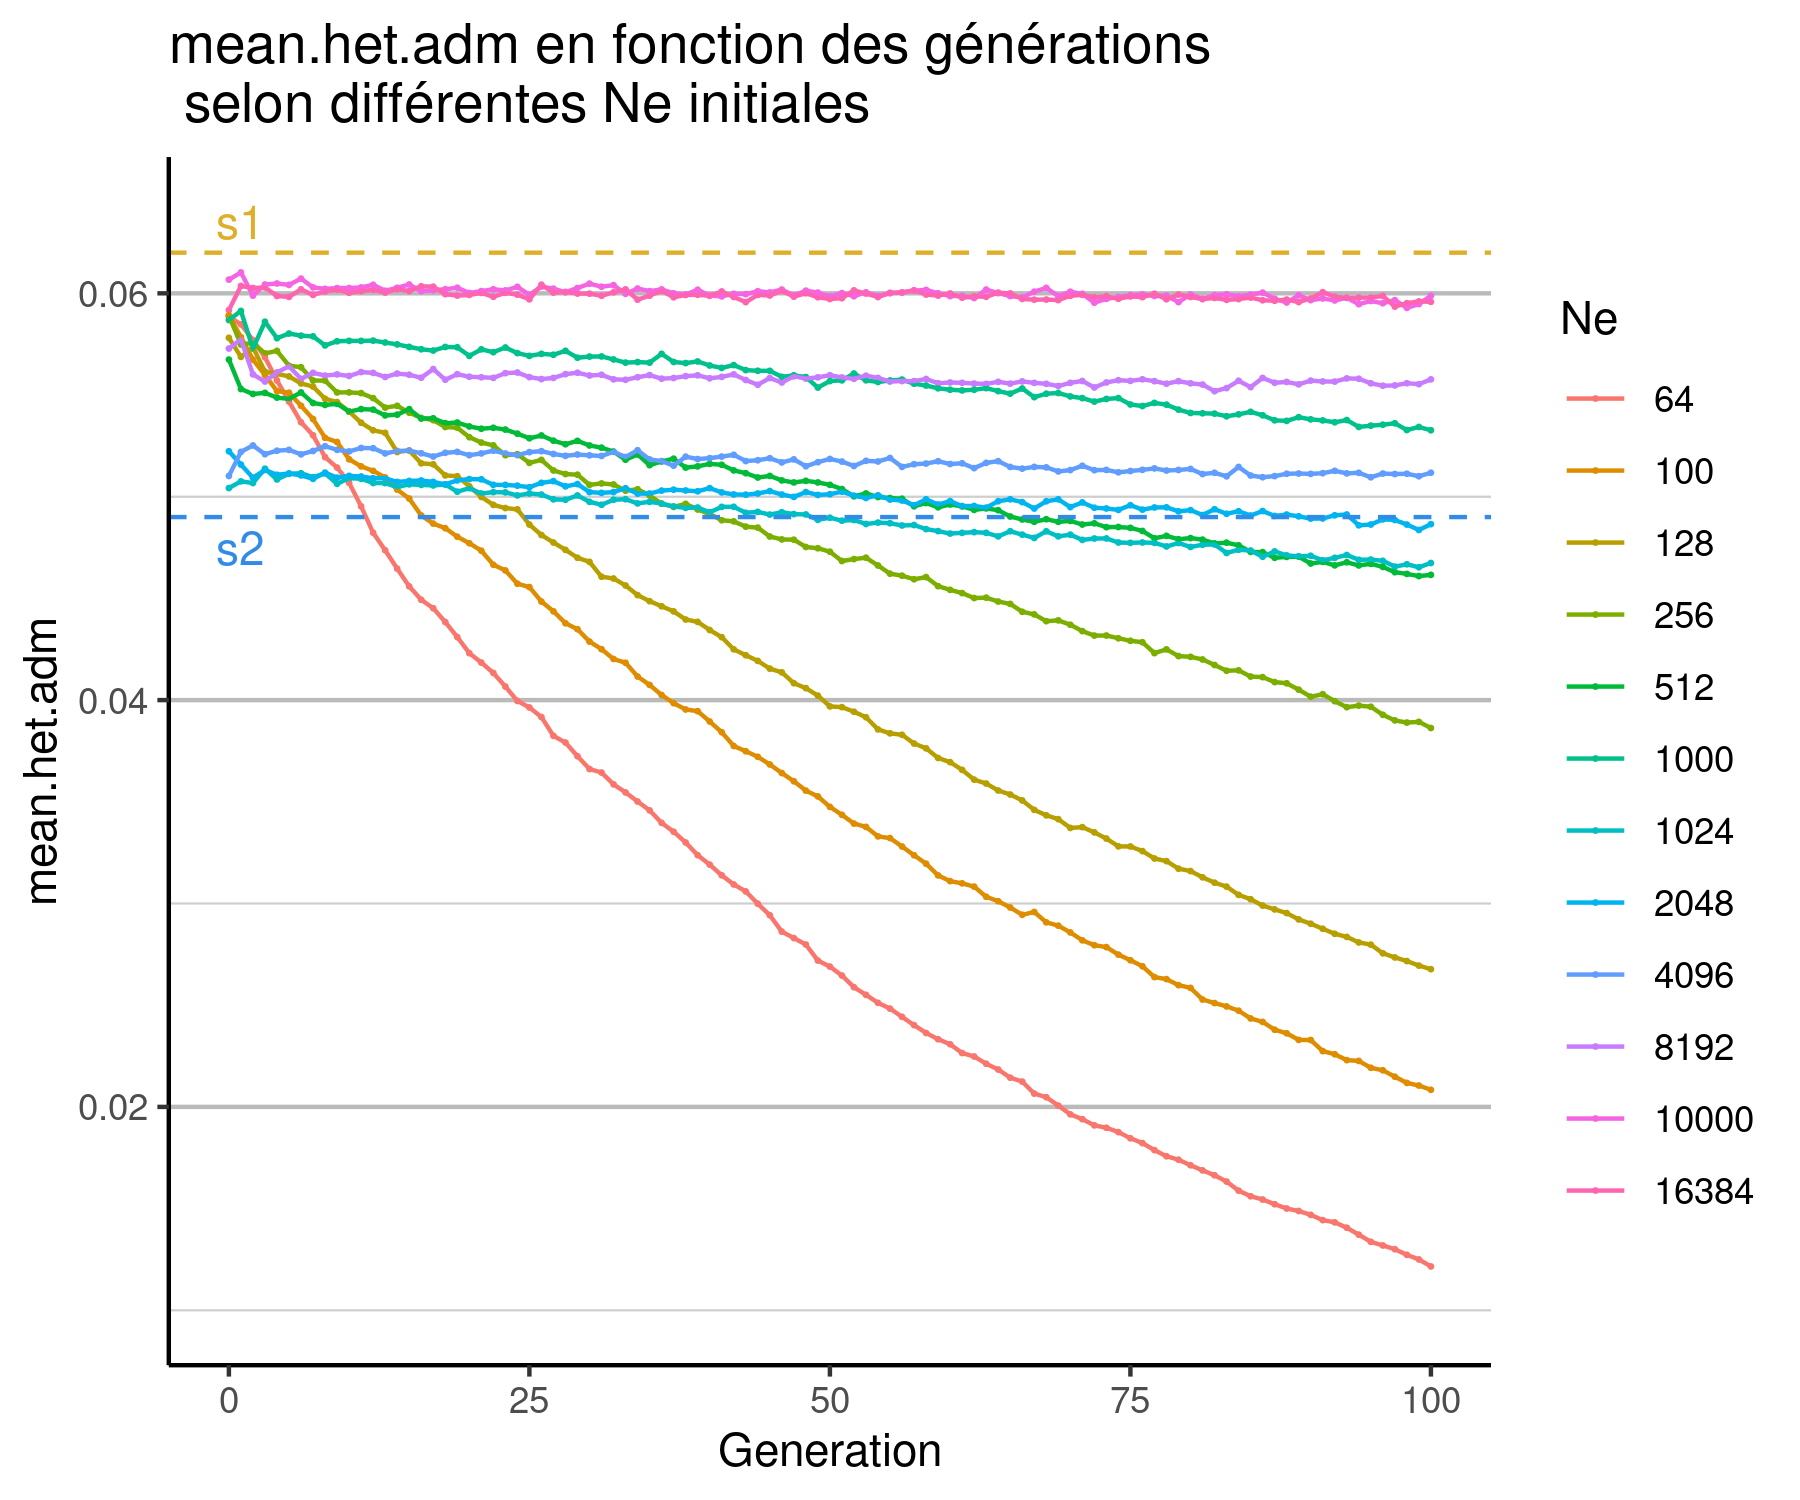 mean.het.adm en fonction des générations
selon différentes Ne initiales
s1
s2
0.06
0.04
0.02
mean.het.adm
0 25 50 75 100
Generation
Ne
64
100
128
256
512
1000
1024
2048
4096
8192
10000
16384